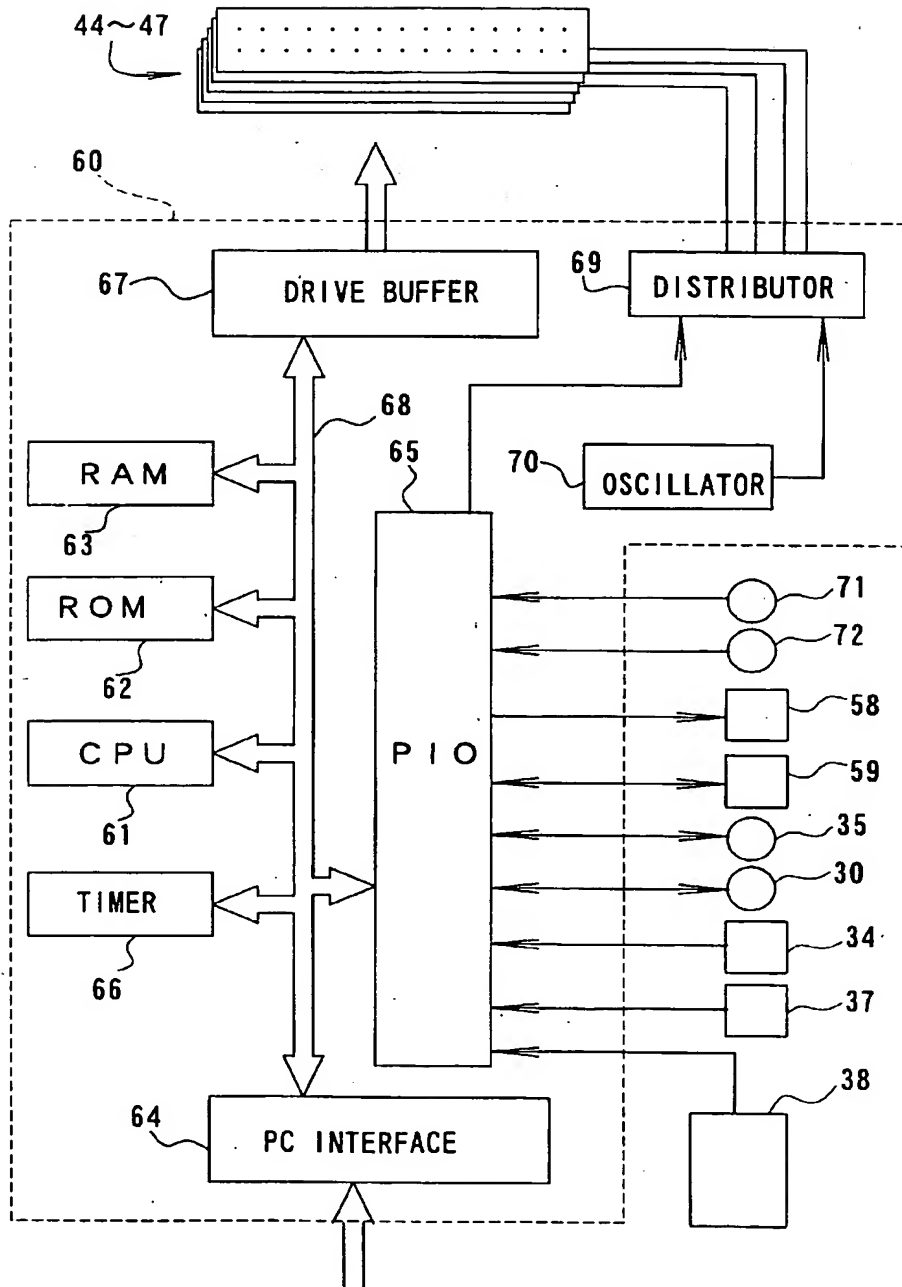 44~47
60
67
DRIVE BUFFER
69
DISTRIBUTOR
68
65
70
OSCILLATOR
RAM
63
71
ROM
72
62
58
CPU
PIO
59
61
35
30
TIMER
34
66
37
38
64
PC INTERFACE